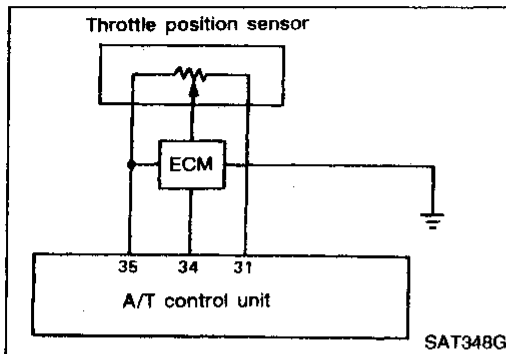 Throttle position sensor
ECM
35 34 31
A/T control unit
SAT348G